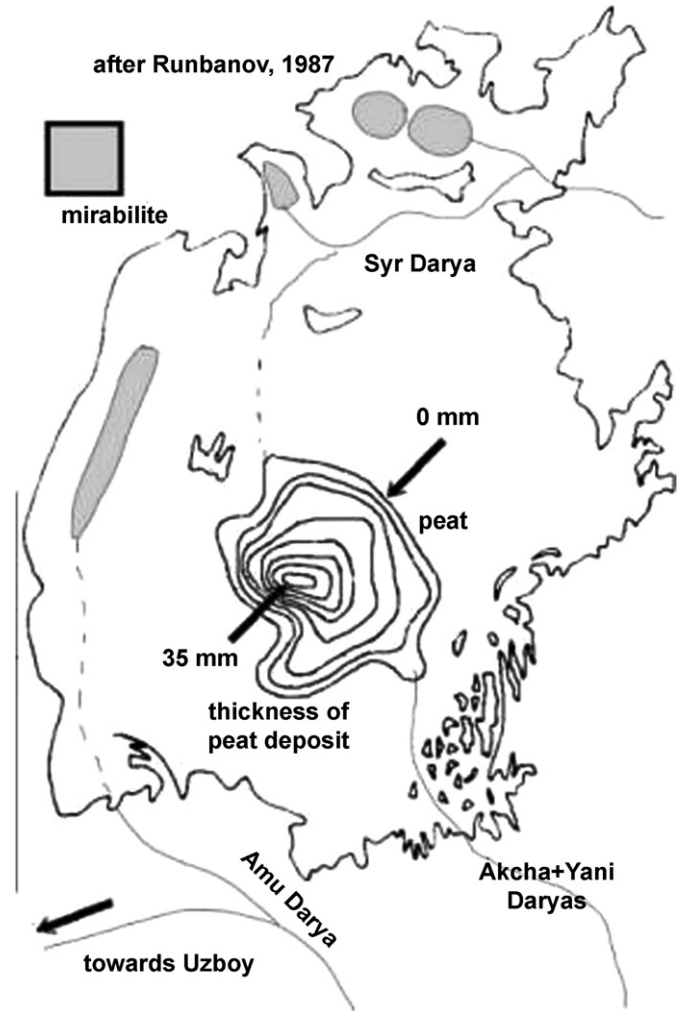 after Runbanov, 1987
mirabilite
Syr Darya
0 mm
peat
35 mm
thickness of
peat deposit
Amu Darya
Akcha+Yani
Daryas
towards Uzboy